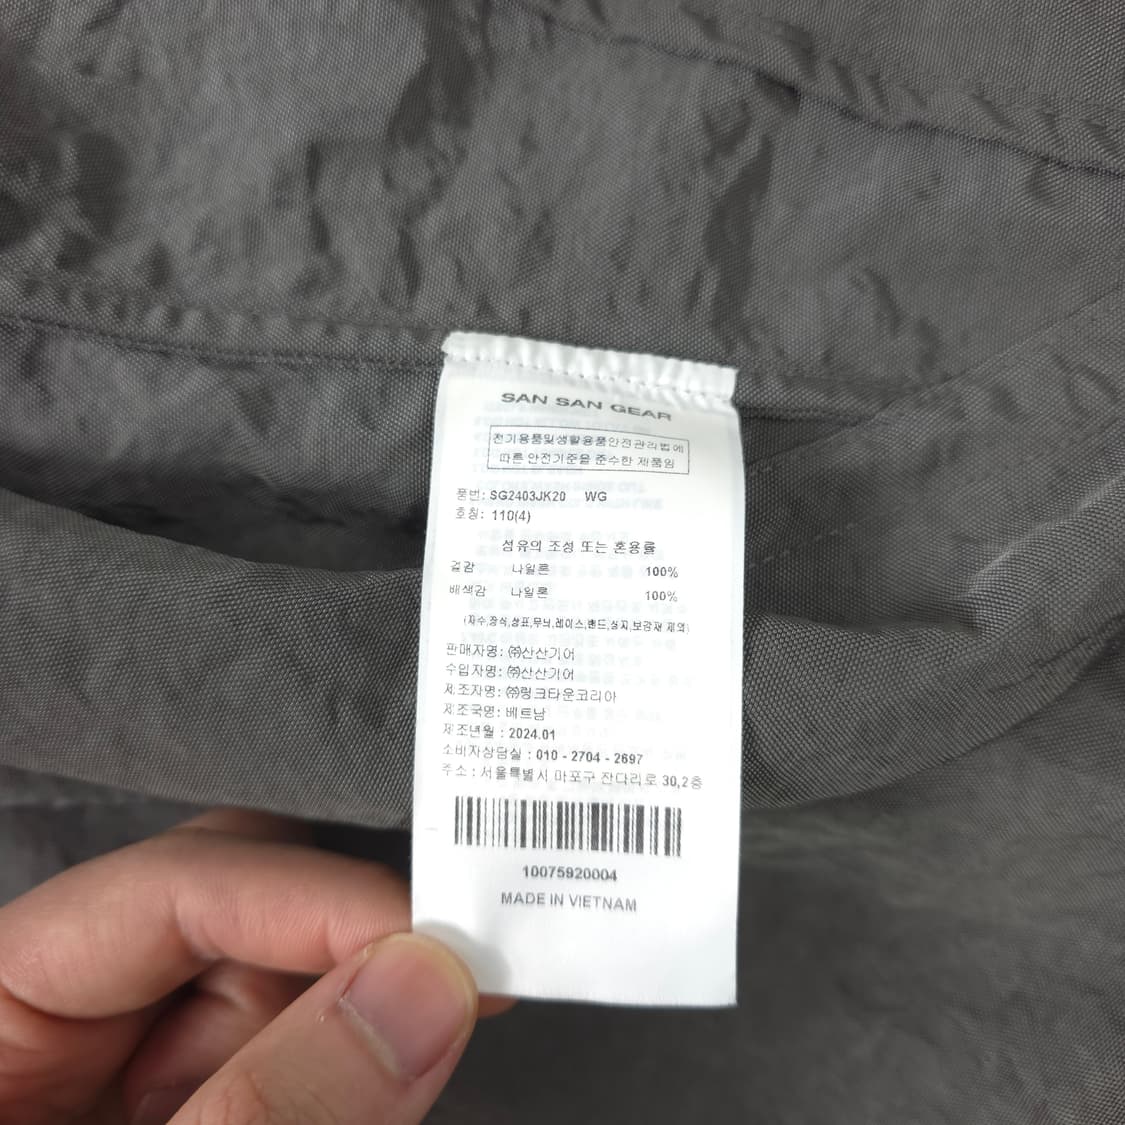 SAN SAN GEAR
전기용품및생활용품안전관리법에
따른 안전기준을 준수한 제품임
품번: SG2403JK20 WG
호칭: 110(4)
섬유의 조성 또는 혼용률
겉감 나일론 100%
배색감 나일론 100%
(자수,장식,상표,무늬,레이스,밴드,심지,보강재 제외)
판매자명: ㈜산산기어
수입자명: ㈜산산기어
제조자명: ㈜링크타운코리아
제조국명: 베트남
제조년월 : 2024.01
소비자상담실 : 010 - 2704 - 2697
주소 : 서울특별시 마포구 잔다리로 30,2층
10075920004
MADE IN VIETNAM